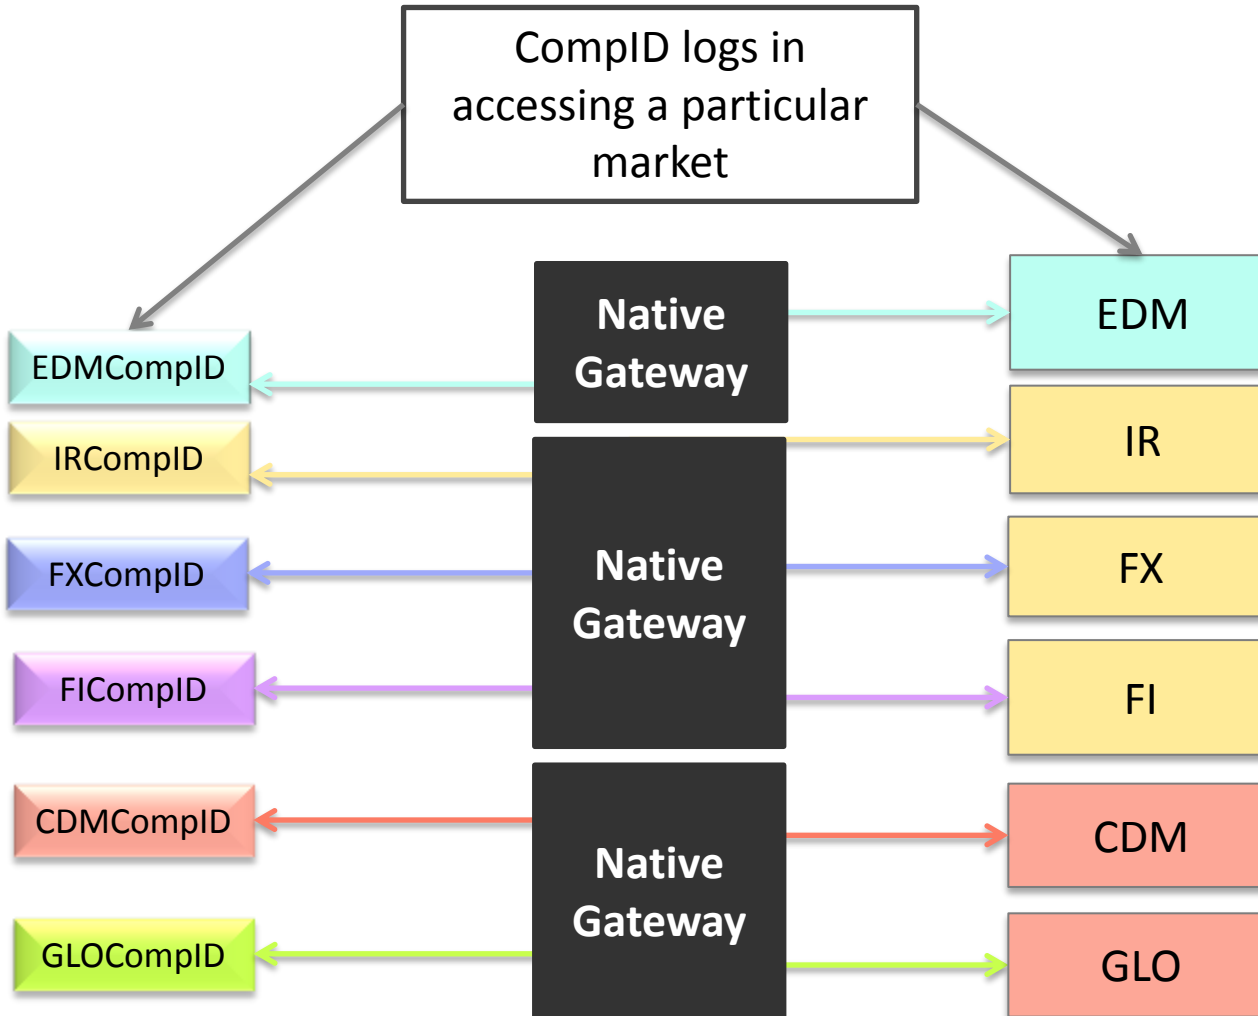 CompID logs in
accessing a particular
market
Native
Gateway
EDM
EDMCompID
IRCompID
IR
Native
Gateway
FXCompID
FX
FICompID
FI
CDMCompID
CDM
Native
Gateway
GLOCompID
GLO